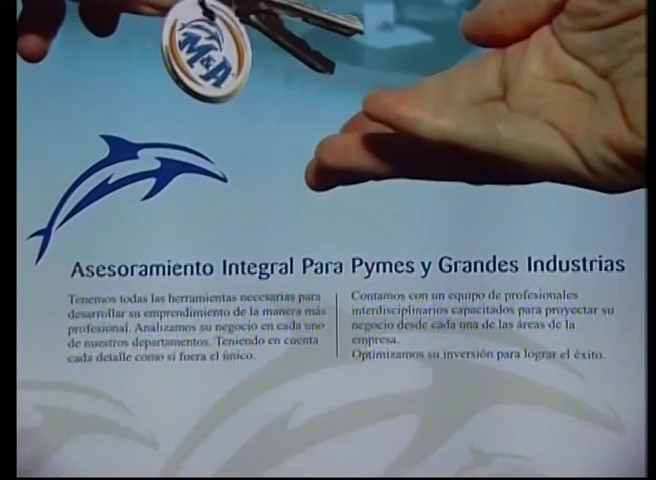 M&A
Asesoramiento Integral Para Pymes y Grandes Industrias
Tenemos todas las herramientas necesarias para
desarrollar su emprendimiento de la manera más
profesional. Analizamos su negocio en cada uno
de nuestros departamentos. Teniendo en cuenta
cada detalle como si fuera el único.
Contamos con un equipo de profesionales
interdisciplinarios capacitados para proyectar su
negocio desde cada una de las áreas de la
empresa.
Optimizamos su inversión para lograr el éxito.